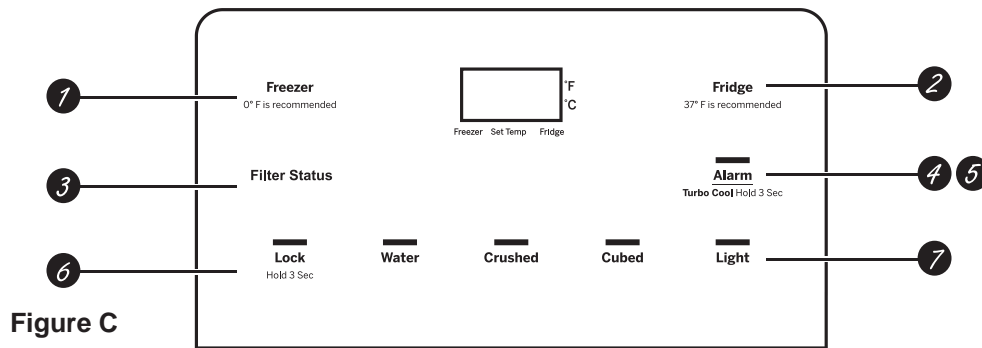 1
Freezer
0° F is recommended
°F
°C
Freezer Set Temp Fridge
Fridge
37° F is recommended
2
3
Filter Status
Alarm
Turbo Cool Hold 3 Sec
4 5
6
Lock
Hold 3 Sec
Water
Crushed
Cubed
Light
7
Figure C